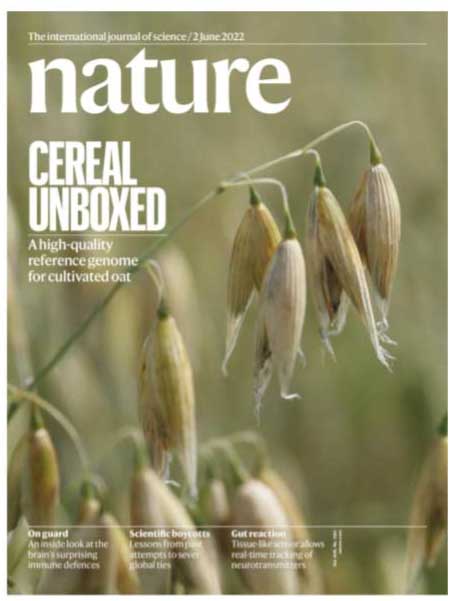 The international journal of science / 2 June 2022
nature
CEREAL
UNBOXED
A high-quality
reference genome
for cultivated oat
On guard
An inside look at the
brain's surprising
immune defences
Scientific boycotts
Lessons from past
attempts to sever
global ties
Gut reaction
Tissue-like sensor allows
real-time tracking of
neurotransmitters